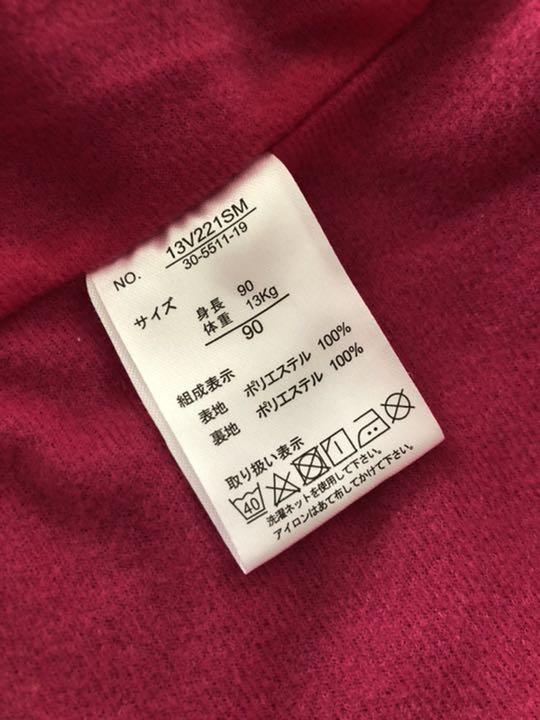 NO. 13V221SM
30-5511-19
サイズ 身長 90
体重 13Kg
90
組成表示
表地 ポリエステル 100%
裏地 ポリエステル 100%
取り扱い表示
40
洗濯ネットを使用して下さい。
アイロンはあて布してかけて下さい。